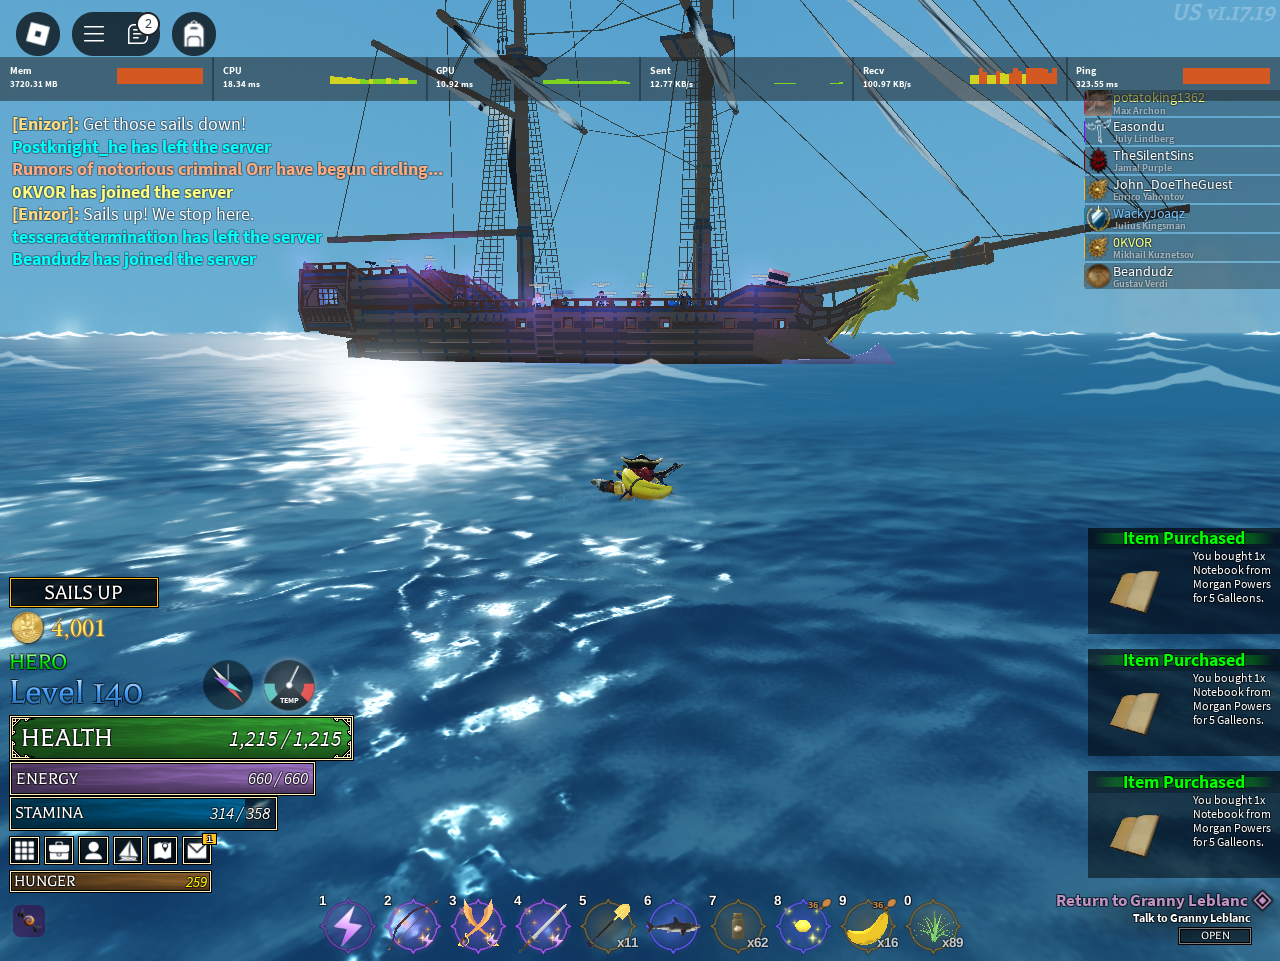 2
US v1.17.19
Mem
3720.31 MB
CPU
18.34 ms
GPU
10.92 ms
Sent
12.77 KB/s
Recv
100.97 KB/s
Ping
323.55 ms
[Enizor]: Get those sails down!
Postknight_he has left the server
Rumors of notorious criminal Orr have begun circling...
0KVOR has joined the server
[Enizor]: Sails up! We stop here.
tesseracttermination has left the server
Beandudz has joined the server
potatoking1362
Max Archon
Easondu
July Lindberg
TheSilentSins
Jamal Purple
John_DoeTheGuest
Enrico Yahontov
WackyJoaqz
Julius Kingsman
0KVOR
Mikhail Kuznetsov
Beandudz
Gustav Verdi
Item Purchased
You bought 1x
Notebook from
Morgan Powers
for 5 Galleons.
Item Purchased
You bought 1x
Notebook from
Morgan Powers
for 5 Galleons.
Item Purchased
You bought 1x
Notebook from
Morgan Powers
for 5 Galleons.
SAILS UP
4,001
HERO
Level 140
TEMP
HEALTH 1,215 / 1,215
ENERGY 660 / 660
STAMINA 314 / 358
1
HUNGER 259
1 2 3 4 5 6 7 8 9 0
36 36
x11 x62 x16 x89
Return to Granny Leblanc
Talk to Granny Leblanc
OPEN